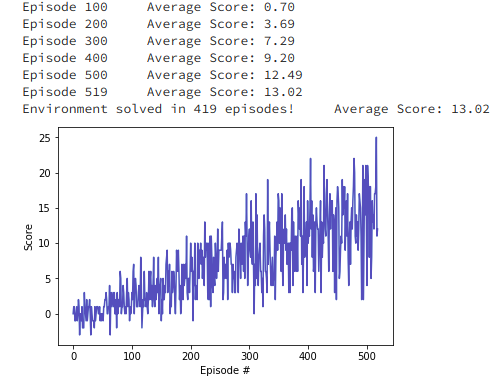 Episode 100 Average Score: 0.70
Episode 200 Average Score: 3.69
Episode 300 Average Score: 7.29
Episode 400 Average Score: 9.20
Episode 500 Average Score: 12.49
Episode 519 Average Score: 13.02
Environment solved in 419 episodes! Average Score: 13.02
25
20
15
10
5
0
Score
0 100 200 300 400 500
Episode #